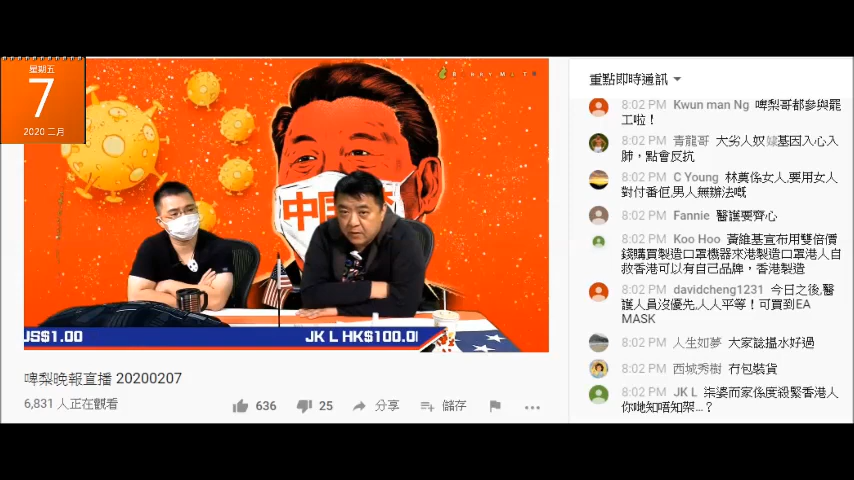 星期五
7
2020 二月
中国
US$1.00
JK L HK$100.0
啤梨晚報直播 20200207
6,831 人正在觀看
636
25
分享
儲存
重點即時通訊
8:02 PM Kwun man Ng 啤梨哥都參與罷
工啦！
8:02 PM 青龍哥 大劣人奴 基因入心入
肺，點會反抗
8:02 PM C Young 林鄭係女人,要用女人
對付番佢,男人無辦法嘅
8:02 PM Fannie 醫護要齊心
8:02 PM Koo Hoo 黃維基宣布用雙倍價
錢購買製造口罩機器來港製造口罩港人自
救香港可以有自己品牌，香港製造
8:02 PM davidcheng1231 今日之後,醫
護人員沒優先,人人平等！可買到EA
MASK
8:02 PM 人生如夢 大家諗搵水好過
8:02 PM 西城秀樹 冇包裝貨
8:02 PM JK L 柒婆而家係度殺緊香港人
你哋知唔知架...？